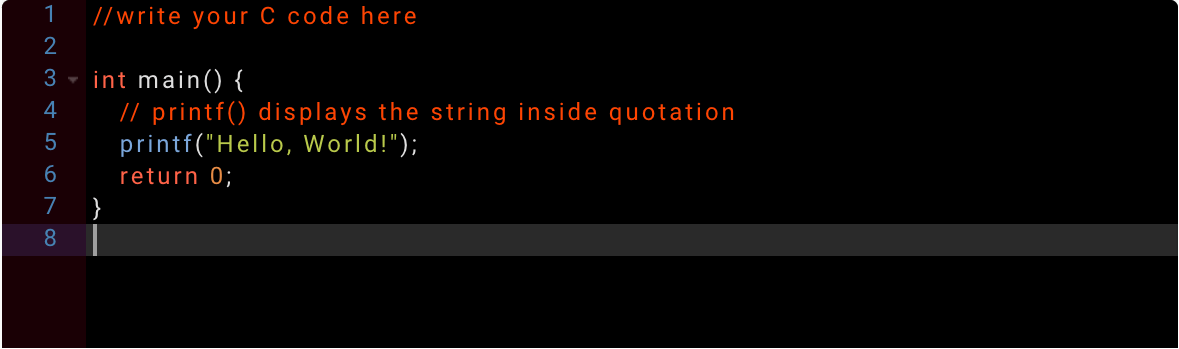 1 //write your C code here
2
3 int main() {
4 // printf() displays the string inside quotation
5 printf("Hello, World!");
6 return 0;
7 }
8